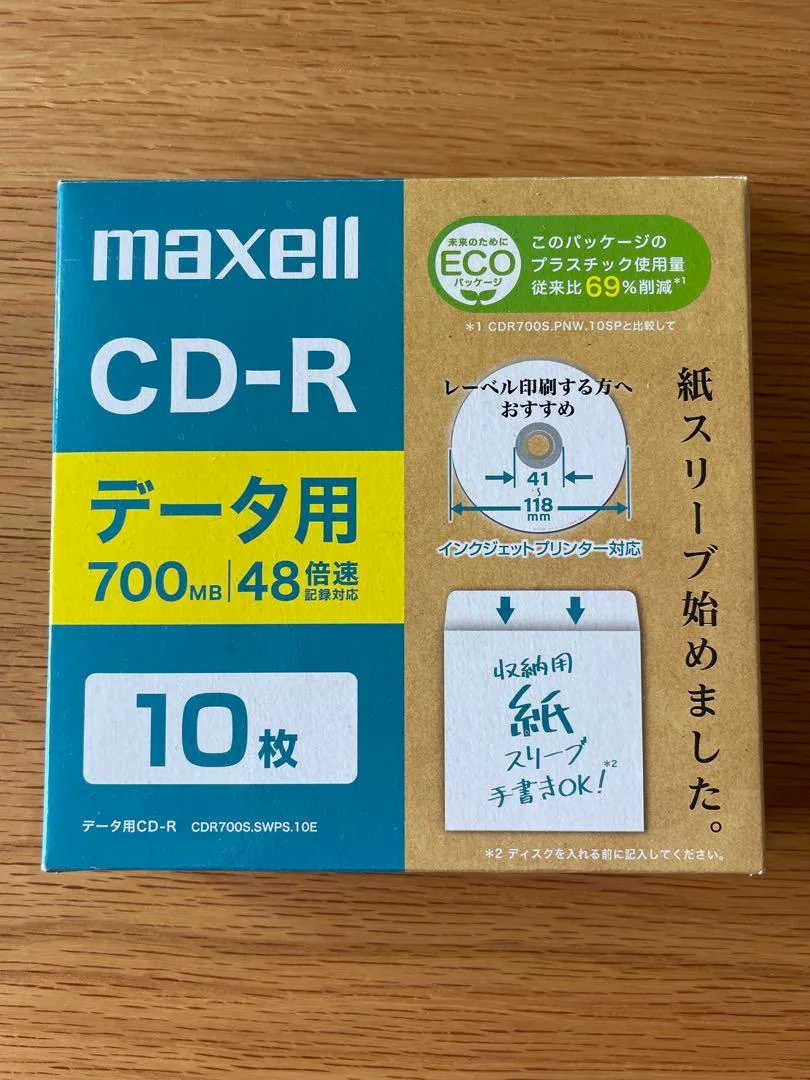 maxell
CD-R
データ用
700MB|48倍速
記録対応
10枚
データ用CD-R CDR700S.SWPS.10E
未来のために
ECO
パッケージ
このパッケージの
プラスチック使用量
従来比69%削減*1
*1 CDR700S.PNW.10SPと比較して
レーベル印刷する方へ
おすすめ
41
~
118
mm
インクジェットプリンター対応
紙スリーブ始めました。
収納用
紙
スリーブ
手書きOK!*2
*2 ディスクを入れる前に記入してください。